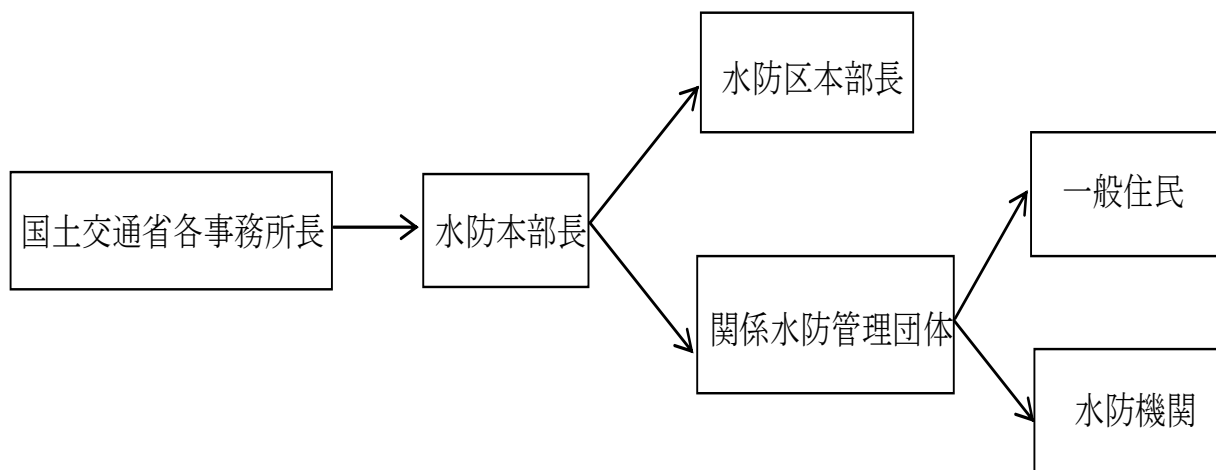 国土交通省各事務所長
水防本部長
水防区本部長
関係水防管理団体
一般住民
水防機関